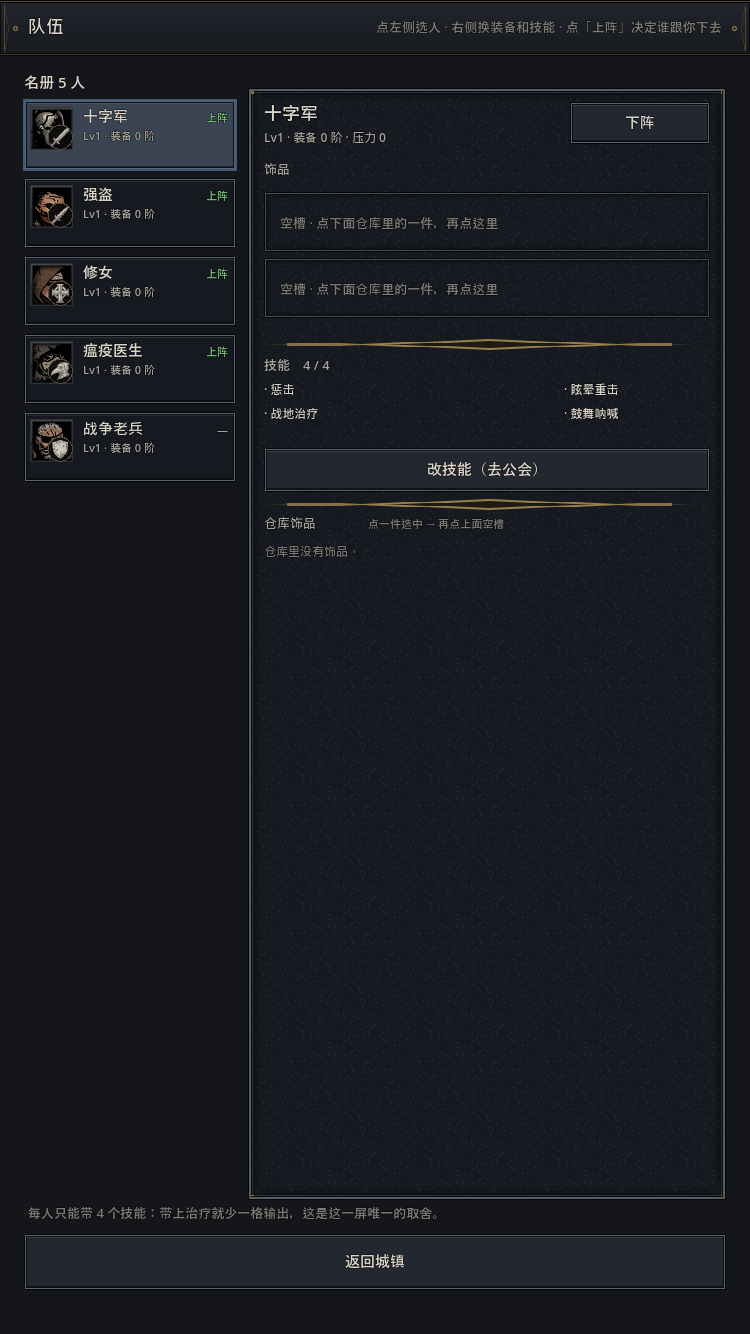 队伍
点左侧选人 · 右侧换装备和技能 · 点「上阵」决定谁跟你下去
名册 5 人
十字军 上阵
Lv1 · 装备 0 阶
强盗 上阵
Lv1 · 装备 0 阶
修女 上阵
Lv1 · 装备 0 阶
瘟疫医生 上阵
Lv1 · 装备 0 阶
战争老兵 —
Lv1 · 装备 0 阶
十字军
Lv1 · 装备 0 阶 · 压力 0
下阵
饰品
空槽 · 点下面仓库里的一件，再点这里
空槽 · 点下面仓库里的一件，再点这里
技能 4 / 4
· 惩击 · 眩晕重击
· 战地治疗 · 鼓舞呐喊
改技能（去公会）
仓库饰品 点一件选中 → 再点上面空槽
仓库里没有饰品。
每人只能带 4 个技能：带上治疗就少一格输出，这是这一屏唯一的取舍。
返回城镇